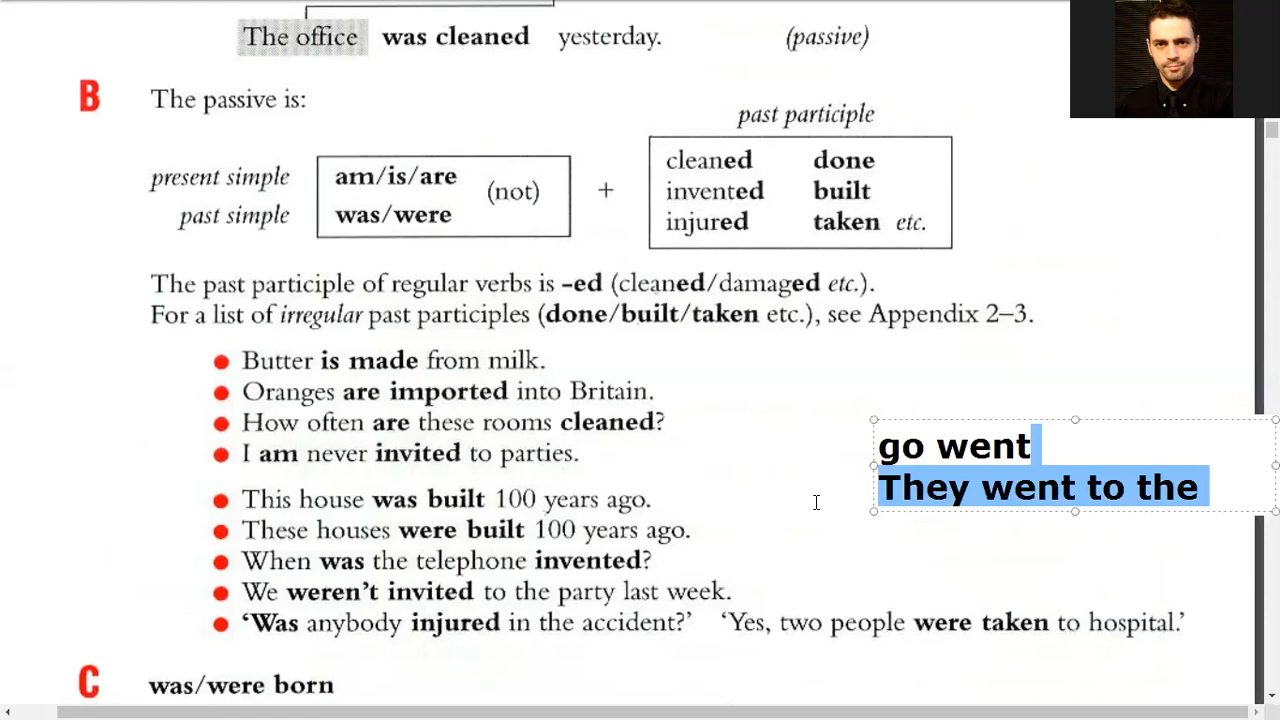 The office was cleaned yesterday. (passive)
B The passive is:
past participle
present simple am/is/are (not) + cleaned done
past simple was/were invented built
injured taken etc.
The past participle of regular verbs is -ed (cleaned/damaged etc.).
For a list of irregular past participles (done/built/taken etc.), see Appendix 2–3.
Butter is made from milk.
Oranges are imported into Britain.
How often are these rooms cleaned?
I am never invited to parties.
go went
They went to the
This house was built 100 years ago.
These houses were built 100 years ago.
When was the telephone invented?
We weren't invited to the party last week.
‘Was anybody injured in the accident?’ ‘Yes, two people were taken to hospital.’
C was/were born